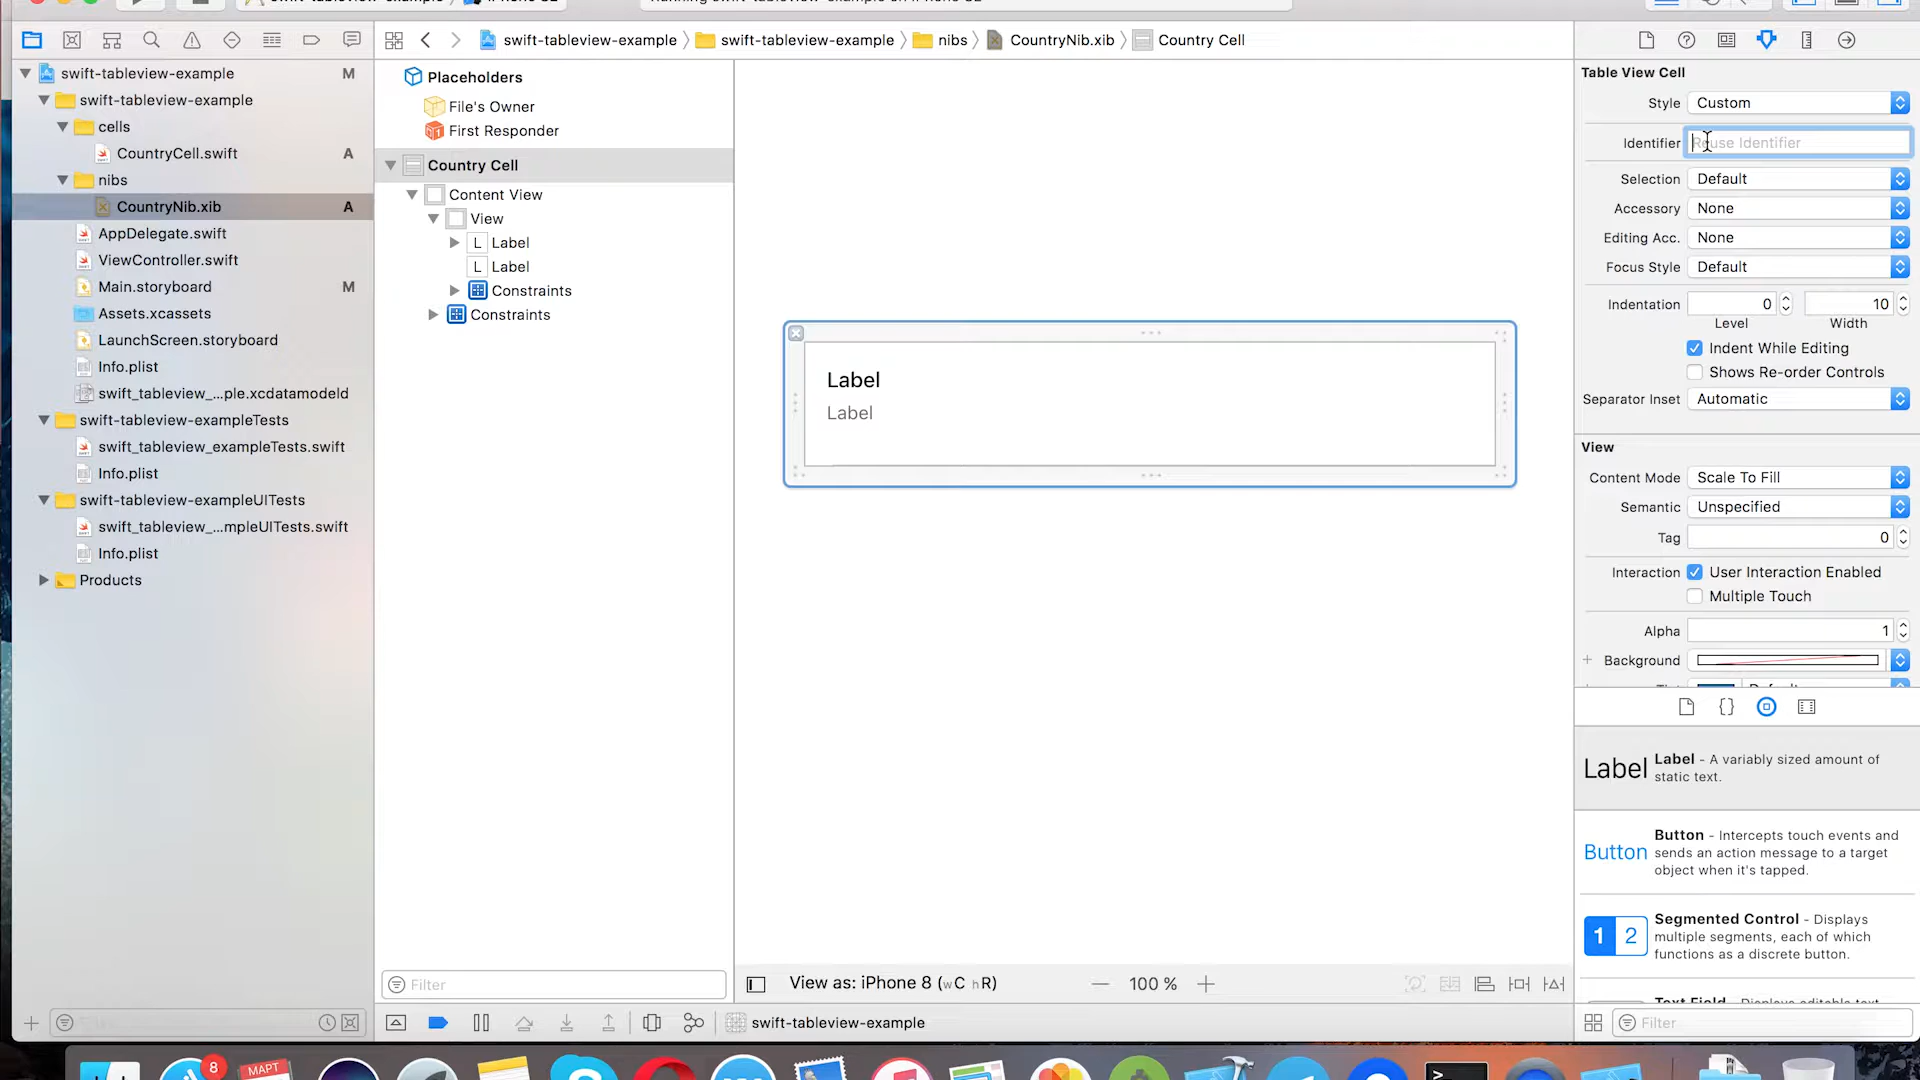 swift-tableview-example 〉 swift-tableview-example 〉 nibs 〉 CountryNib.xib 〉 Country Cell
swift-tableview-example M
swift-tableview-example
cells
CountryCell.swift A
nibs
CountryNib.xib A
AppDelegate.swift
ViewController.swift
Main.storyboard M
Assets.xcassets
LaunchScreen.storyboard
Info.plist
swift_tableview_...ple.xcdatamodeld
swift-tableview-exampleTests
swift_tableview_exampleTests.swift
Info.plist
swift-tableview-exampleUITests
swift_tableview_...mpleUITests.swift
Info.plist
Products
Placeholders
File's Owner
First Responder
Country Cell
Content View
View
L Label
L Label
Constraints
Constraints
Filter
Label
Label
View as: iPhone 8 (wC hR)
100 %
swift-tableview-example
Table View Cell
Style Custom
Identifier Reuse Identifier
Selection Default
Accessory None
Editing Acc. None
Focus Style Default
Indentation 0 10
Level Width
Indent While Editing
Shows Re-order Controls
Separator Inset Automatic
View
Content Mode Scale To Fill
Semantic Unspecified
Tag 0
Interaction User Interaction Enabled
Multiple Touch
Alpha 1
Background
Label Label - A variably sized amount of
static text.
Button Button - Intercepts touch events and
sends an action message to a target
object when it's tapped.
1 2 Segmented Control - Displays
multiple segments, each of which
functions as a discrete button.
Filter
8
МАРТ